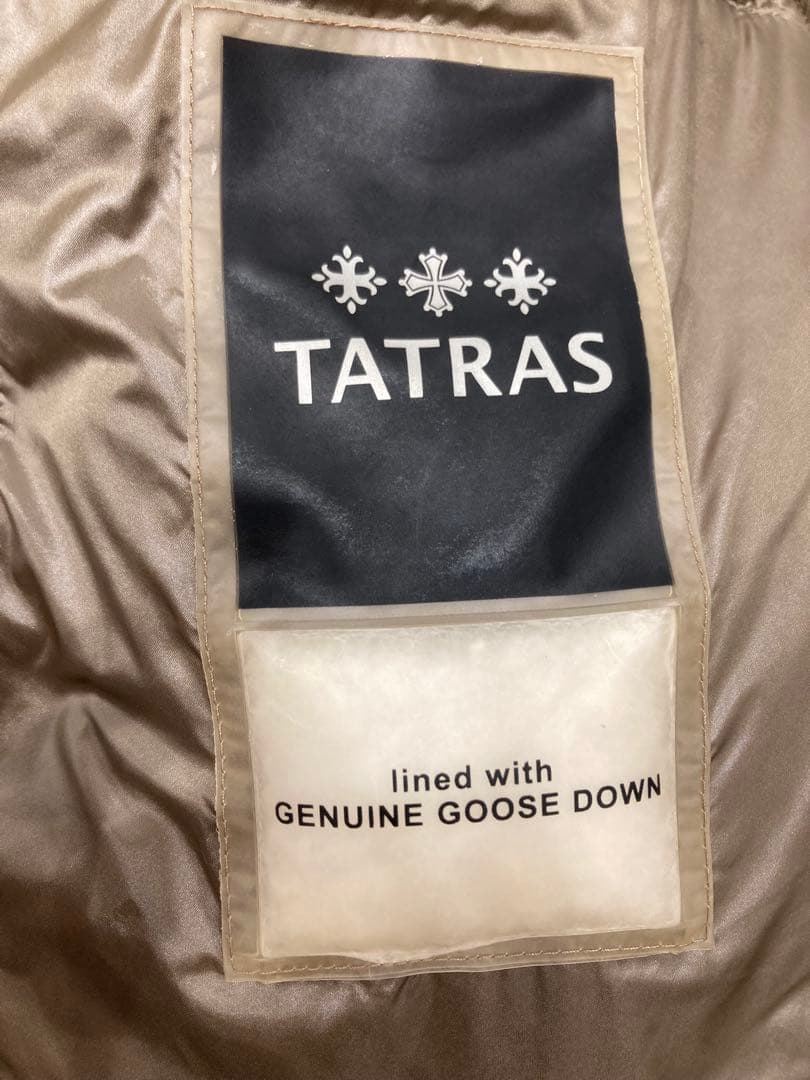 TATRAS
lined with
GENUINE GOOSE DOWN